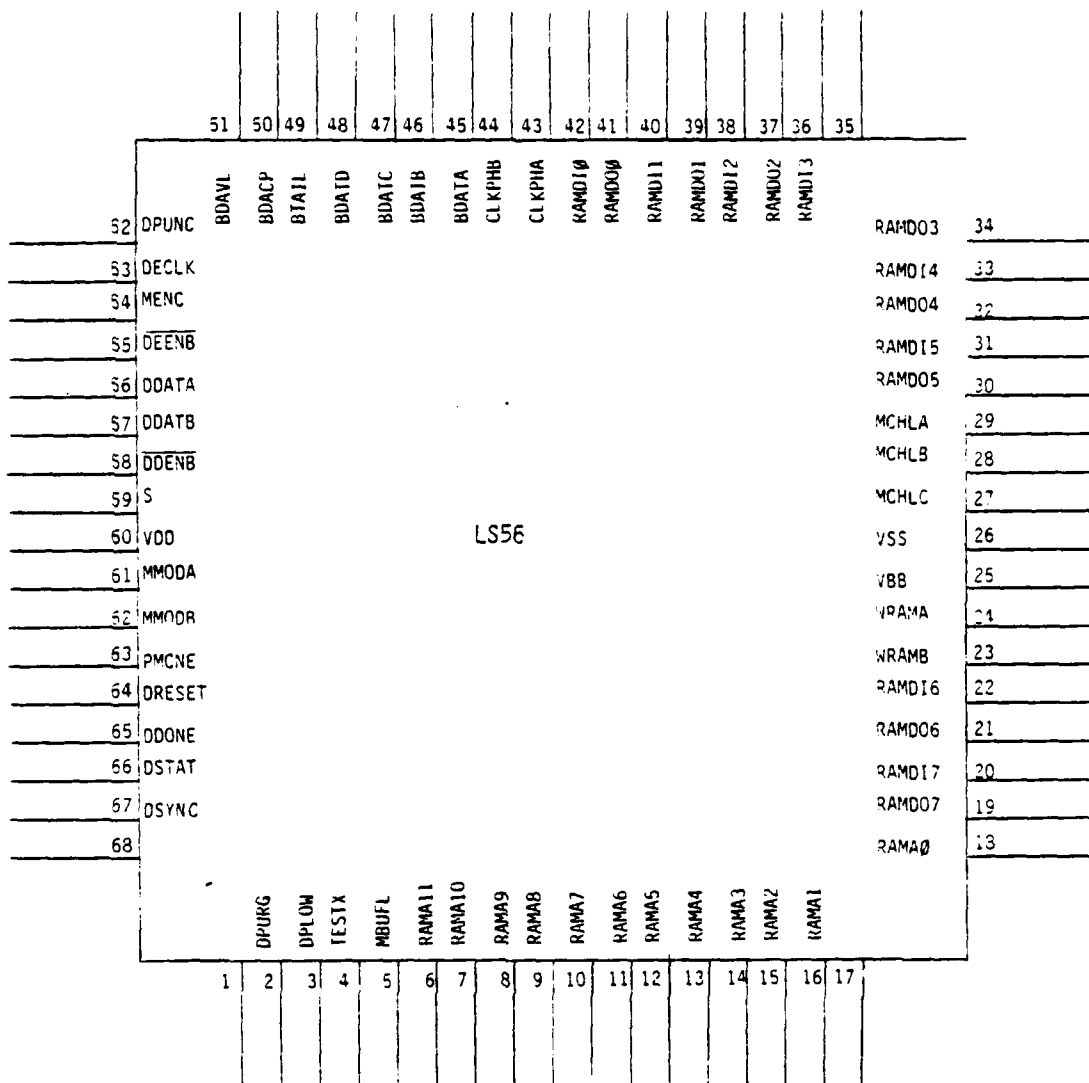 51 50 49 48 47 46 45 44 43 42 41 40 39 38 37 36 35
BDAVL BDACP BTAIL BDATD BDATC BDATB BDATA CLKPHB CLKPHA RAMDIØ RAMDOØ RAMDI1 RAMDO1 RAMDI2 RAMDO2 RAMDI3
52 DPUNC RAMDO3 34
53 DECLK RAMDI4 33
54 MENC RAMDO4 32
55 DEENB RAMDI5 31
56 DDATA RAMDO5 30
57 DDATB MCHLA 29
58 DDENB MCHLB 28
59 S MCHLC 27
60 VDD LS56 VSS 26
61 MMODA VBB 25
62 MMODB WRAMA 24
63 PMCNE WRAMB 23
64 DRESET RAMDI6 22
65 DDONE RAMDO6 21
66 DSTAT RAMDI7 20
67 DSYNC RAMDO7 19
68 RAMAØ 18
DPURG DPLOW TESTX MBUFL RAMA11 RAMA10 RAMA9 RAMA8 RAMA7 RAMA6 RAMA5 RAMA4 RAMA3 RAMA2 RAMA1
1 2 3 4 5 6 7 8 9 10 11 12 13 14 15 16 17